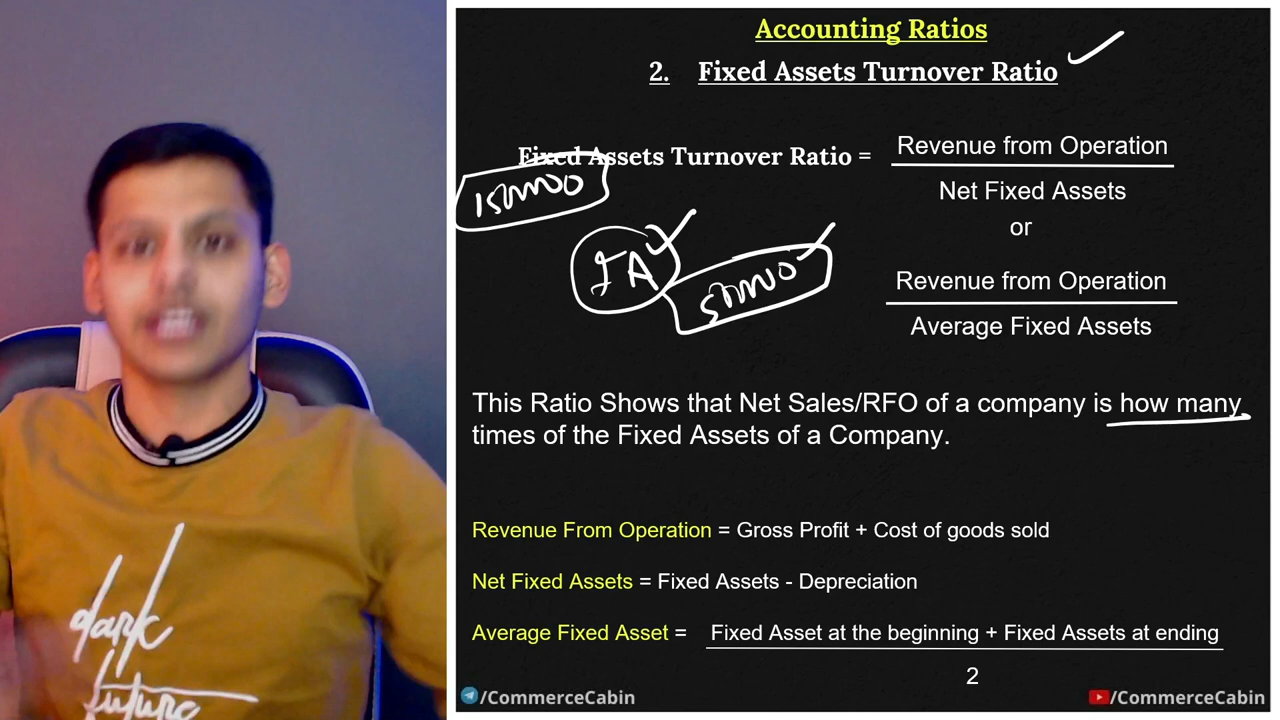 Accounting Ratios
2. Fixed Assets Turnover Ratio
Fixed Assets Turnover Ratio = Revenue from Operation
Net Fixed Assets
or
Revenue from Operation
Average Fixed Assets
FA
This Ratio Shows that Net Sales/RFO of a company is how many
times of the Fixed Assets of a Company.
Revenue From Operation = Gross Profit + Cost of goods sold
Net Fixed Assets = Fixed Assets - Depreciation
Average Fixed Asset = Fixed Asset at the beginning + Fixed Assets at ending
2
/CommerceCabin
/CommerceCabin
dark
future